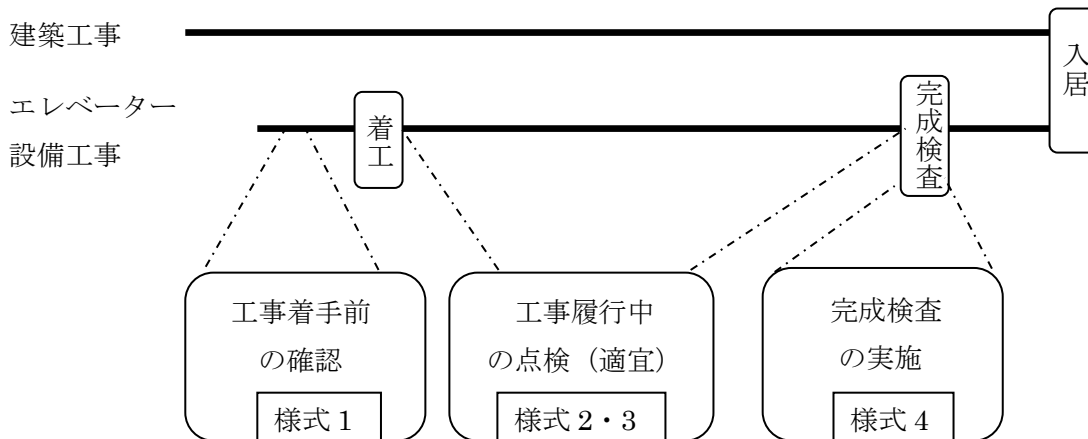 建築工事
入居
エレベーター
設備工事
着工
完成検査
工事着手前
の確認
様式1
工事履行中
の点検（適宜）
様式2・3
完成検査
の実施
様式4